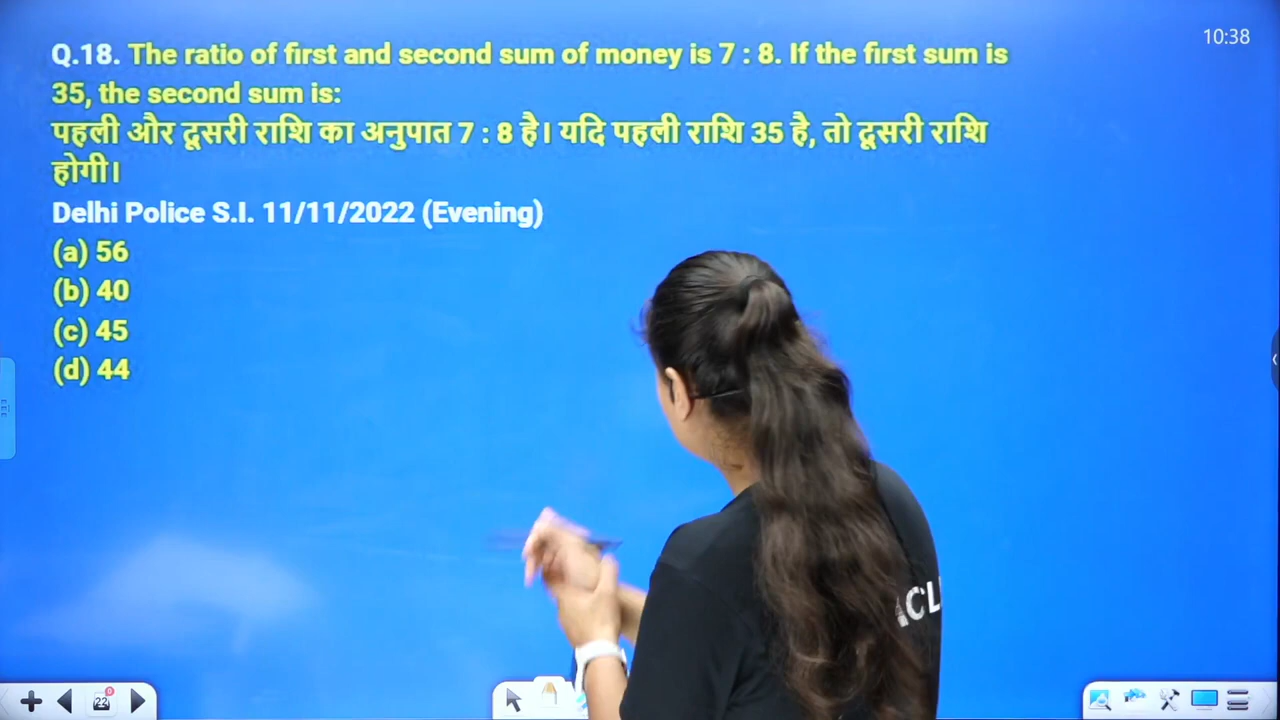 10:38
Q.18. The ratio of first and second sum of money is 7 : 8. If the first sum is
35, the second sum is:
पहली और दूसरी राशि का अनुपात 7 : 8 है। यदि पहली राशि 35 है, तो दूसरी राशि
होगी।
Delhi Police S.I. 11/11/2022 (Evening)
(a) 56
(b) 40
(c) 45
(d) 44
CL
22